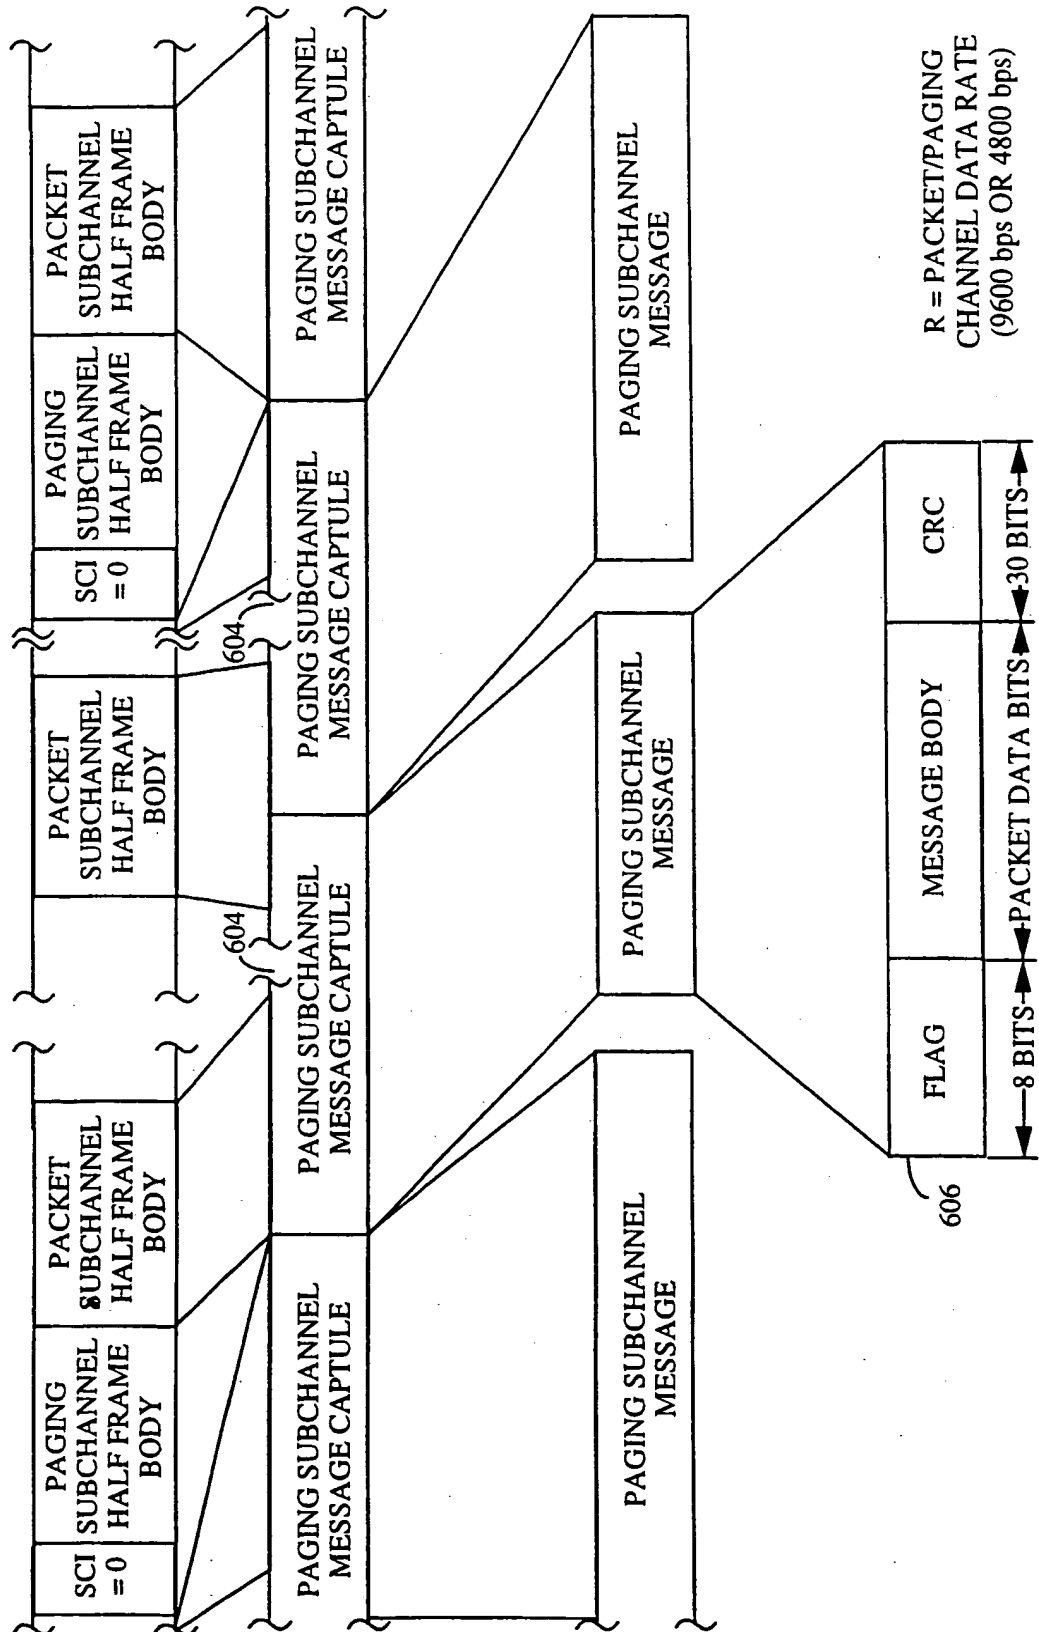 SCI
= 0
PAGING
SUBCHANNEL
HALF FRAME
BODY
PACKET
SUBCHANNEL
HALF FRAME
BODY
PACKET
SUBCHANNEL
HALF FRAME
BODY
SCI
= 0
PAGING
SUBCHANNEL
HALF FRAME
BODY
PACKET
SUBCHANNEL
HALF FRAME
BODY
604
604
PAGING SUBCHANNEL
MESSAGE CAPTULE
PAGING SUBCHANNEL
MESSAGE CAPTULE
PAGING SUBCHANNEL
MESSAGE CAPTULE
PAGING SUBCHANNEL
MESSAGE CAPTULE
PAGING SUBCHANNEL
MESSAGE
PAGING SUBCHANNEL
MESSAGE
PAGING SUBCHANNEL
MESSAGE
606
FLAG
MESSAGE BODY
CRC
8 BITS
PACKET DATA BITS
30 BITS
R = PACKET/PAGING
CHANNEL DATA RATE
(9600 bps OR 4800 bps)